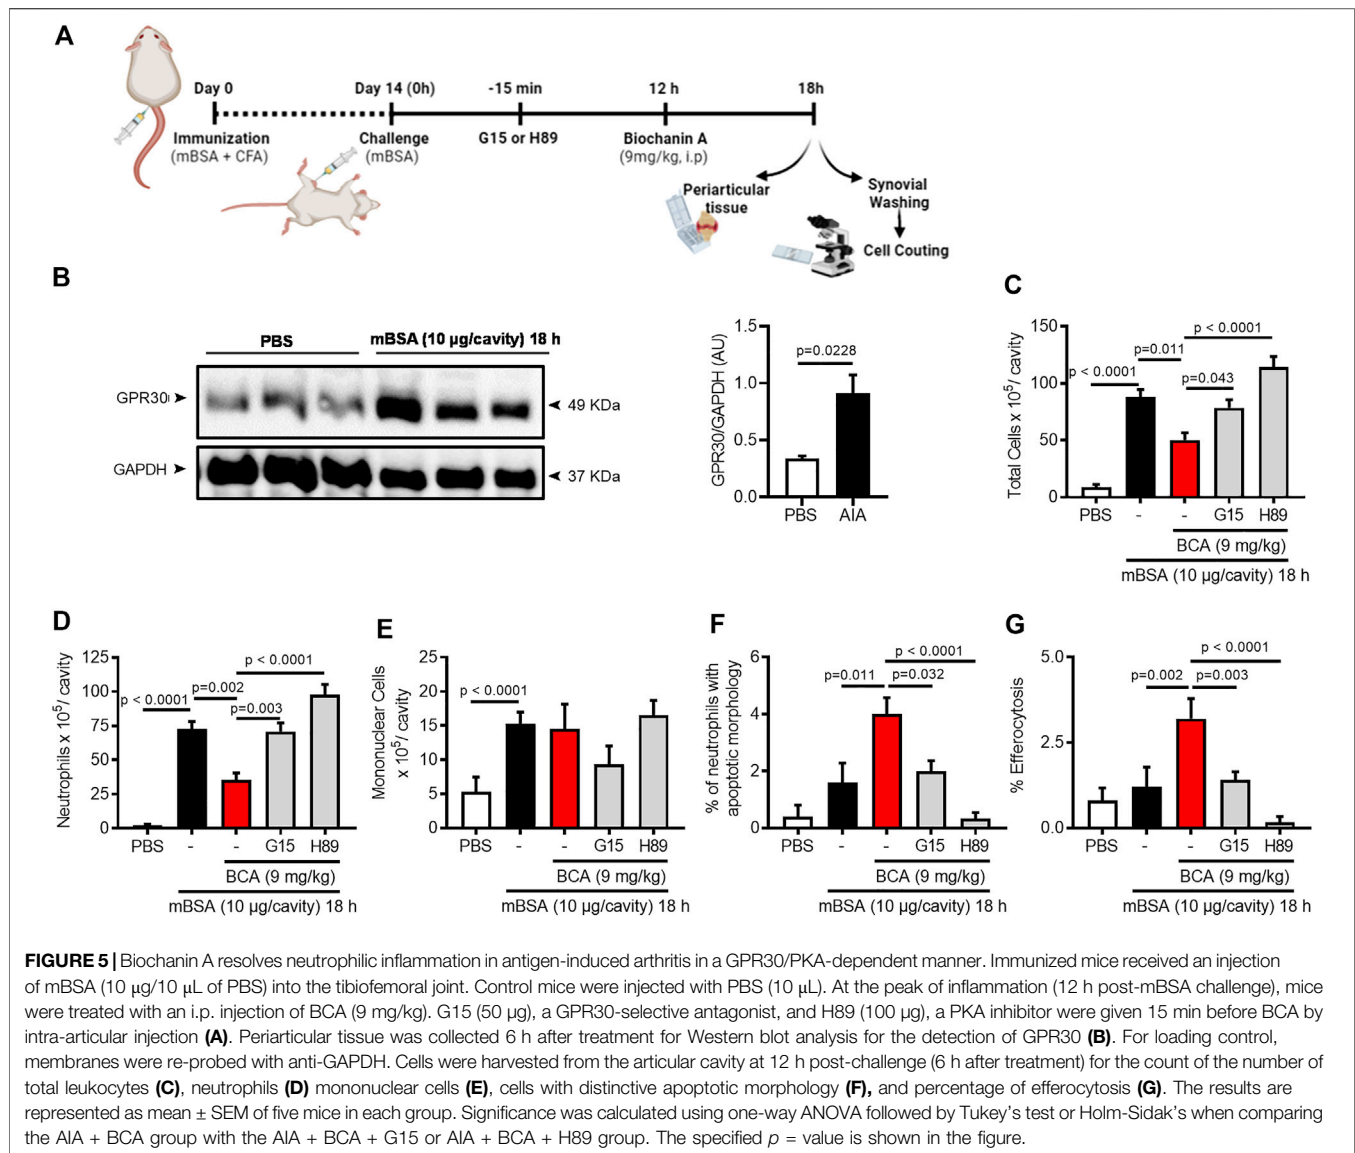 A
Day 0
Day 14 (0h)
-15 min
12 h
18h
Immunization
(mBSA + CFA)
Challenge
(mBSA)
G15 or H89
Biochanin A
(9mg/kg, i.p)
Periarticular
tissue
Synovial
Washing
Cell Couting
B
PBS
mBSA (10 µg/cavity) 18 h
GPR30
49 KDa
GAPDH
37 KDa
GPR30/GAPDH (AU)
1.5
1.0
0.5
0.0
p=0.0228
PBS
AIA
C
Total Cells x 10⁵/ cavity
150
100
50
0
p < 0.0001
p=0.011
p < 0.0001
p=0.043
PBS - - G15 H89
BCA (9 mg/kg)
mBSA (10 µg/cavity) 18 h
D
Neutrophils x 10⁵/ cavity
125
100
75
50
25
0
p < 0.0001
p=0.002
p < 0.0001
p=0.003
PBS - - G15 H89
BCA (9 mg/kg)
mBSA (10 µg/cavity) 18 h
E
Mononuclear Cells
x 10⁵/ cavity
25
20
15
10
5
0
p < 0.0001
PBS - - G15 H89
BCA (9 mg/kg)
mBSA (10 µg/cavity) 18 h
F
% of neutrophils with
apoptotic morphology
6
4
2
0
p < 0.0001
p=0.011
p=0.032
PBS - - G15 H89
BCA (9 mg/kg)
mBSA (10 µg/cavity) 18 h
G
% Efferocytosis
5.0
2.5
0.0
p < 0.0001
p=0.002
p=0.003
PBS - - G15 H89
BCA (9 mg/kg)
mBSA (10 µg/cavity) 18 h
FIGURE 5 | Biochanin A resolves neutrophilic inflammation in antigen-induced arthritis in a GPR30/PKA-dependent manner. Immunized mice received an injection
of mBSA (10 µg/10 µL of PBS) into the tibiofemoral joint. Control mice were injected with PBS (10 µL). At the peak of inflammation (12 h post-mBSA challenge), mice
were treated with an i.p. injection of BCA (9 mg/kg). G15 (50 µg), a GPR30-selective antagonist, and H89 (100 µg), a PKA inhibitor were given 15 min before BCA by
intra-articular injection (A). Periarticular tissue was collected 6 h after treatment for Western blot analysis for the detection of GPR30 (B). For loading control,
membranes were re-probed with anti-GAPDH. Cells were harvested from the articular cavity at 12 h post-challenge (6 h after treatment) for the count of the number of
total leukocytes (C), neutrophils (D) mononuclear cells (E), cells with distinctive apoptotic morphology (F), and percentage of efferocytosis (G). The results are
represented as mean ± SEM of five mice in each group. Significance was calculated using one-way ANOVA followed by Tukey's test or Holm-Sidak's when comparing
the AIA + BCA group with the AIA + BCA + G15 or AIA + BCA + H89 group. The specified p = value is shown in the figure.